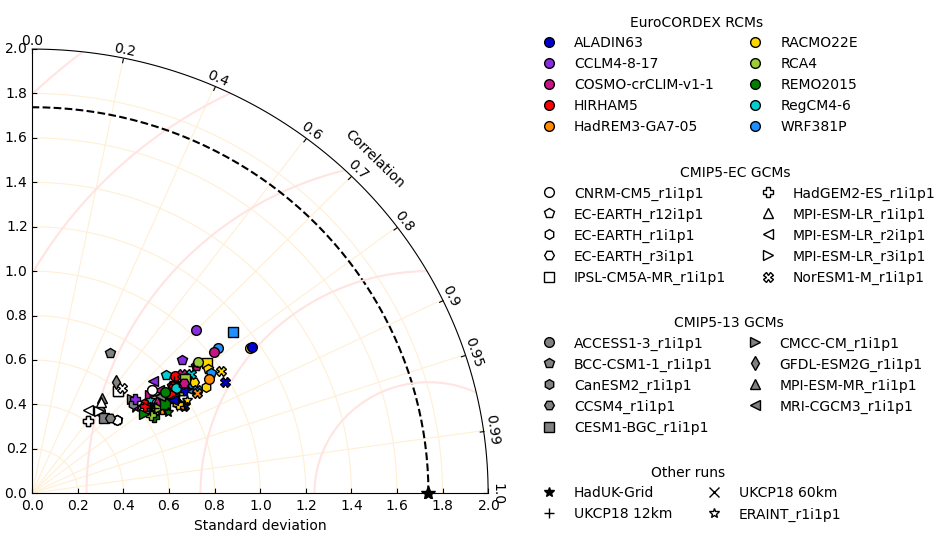 0.0
0.2
0.4
0.6
0.7
0.8
0.9
0.95
0.99
1.0
Correlation
2.0
1.8
1.6
1.4
1.2
1.0
0.8
0.6
0.4
0.2
0.0
0.0 0.2 0.4 0.6 0.8 1.0 1.2 1.4 1.6 1.8 2.0
Standard deviation
EuroCORDEX RCMs
ALADIN63 RACMO22E
CCLM4-8-17 RCA4
COSMO-crCLIM-v1-1 REMO2015
HIRHAM5 RegCM4-6
HadREM3-GA7-05 WRF381P
CMIP5-EC GCMs
CNRM-CM5_r1i1p1 HadGEM2-ES_r1i1p1
EC-EARTH_r12i1p1 MPI-ESM-LR_r1i1p1
EC-EARTH_r1i1p1 MPI-ESM-LR_r2i1p1
EC-EARTH_r3i1p1 MPI-ESM-LR_r3i1p1
IPSL-CM5A-MR_r1i1p1 NorESM1-M_r1i1p1
CMIP5-13 GCMs
ACCESS1-3_r1i1p1 CMCC-CM_r1i1p1
BCC-CSM1-1_r1i1p1 GFDL-ESM2G_r1i1p1
CanESM2_r1i1p1 MPI-ESM-MR_r1i1p1
CCSM4_r1i1p1 MRI-CGCM3_r1i1p1
CESM1-BGC_r1i1p1
Other runs
HadUK-Grid UKCP18 60km
UKCP18 12km ERAINT_r1i1p1